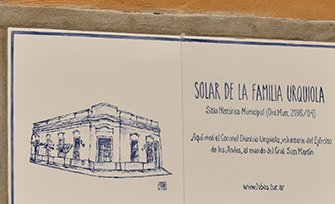 SOLAR DE LA FAMILIA URQUIOLA
Sitio Histórico Municipal (Ord.Mun. 2196/04)
Aquí vivió el Coronel Dionicio Urquiola, voluntario del Ejército
de los Andes, al mando del Gral. San Martín
www.lobos.tur.ar